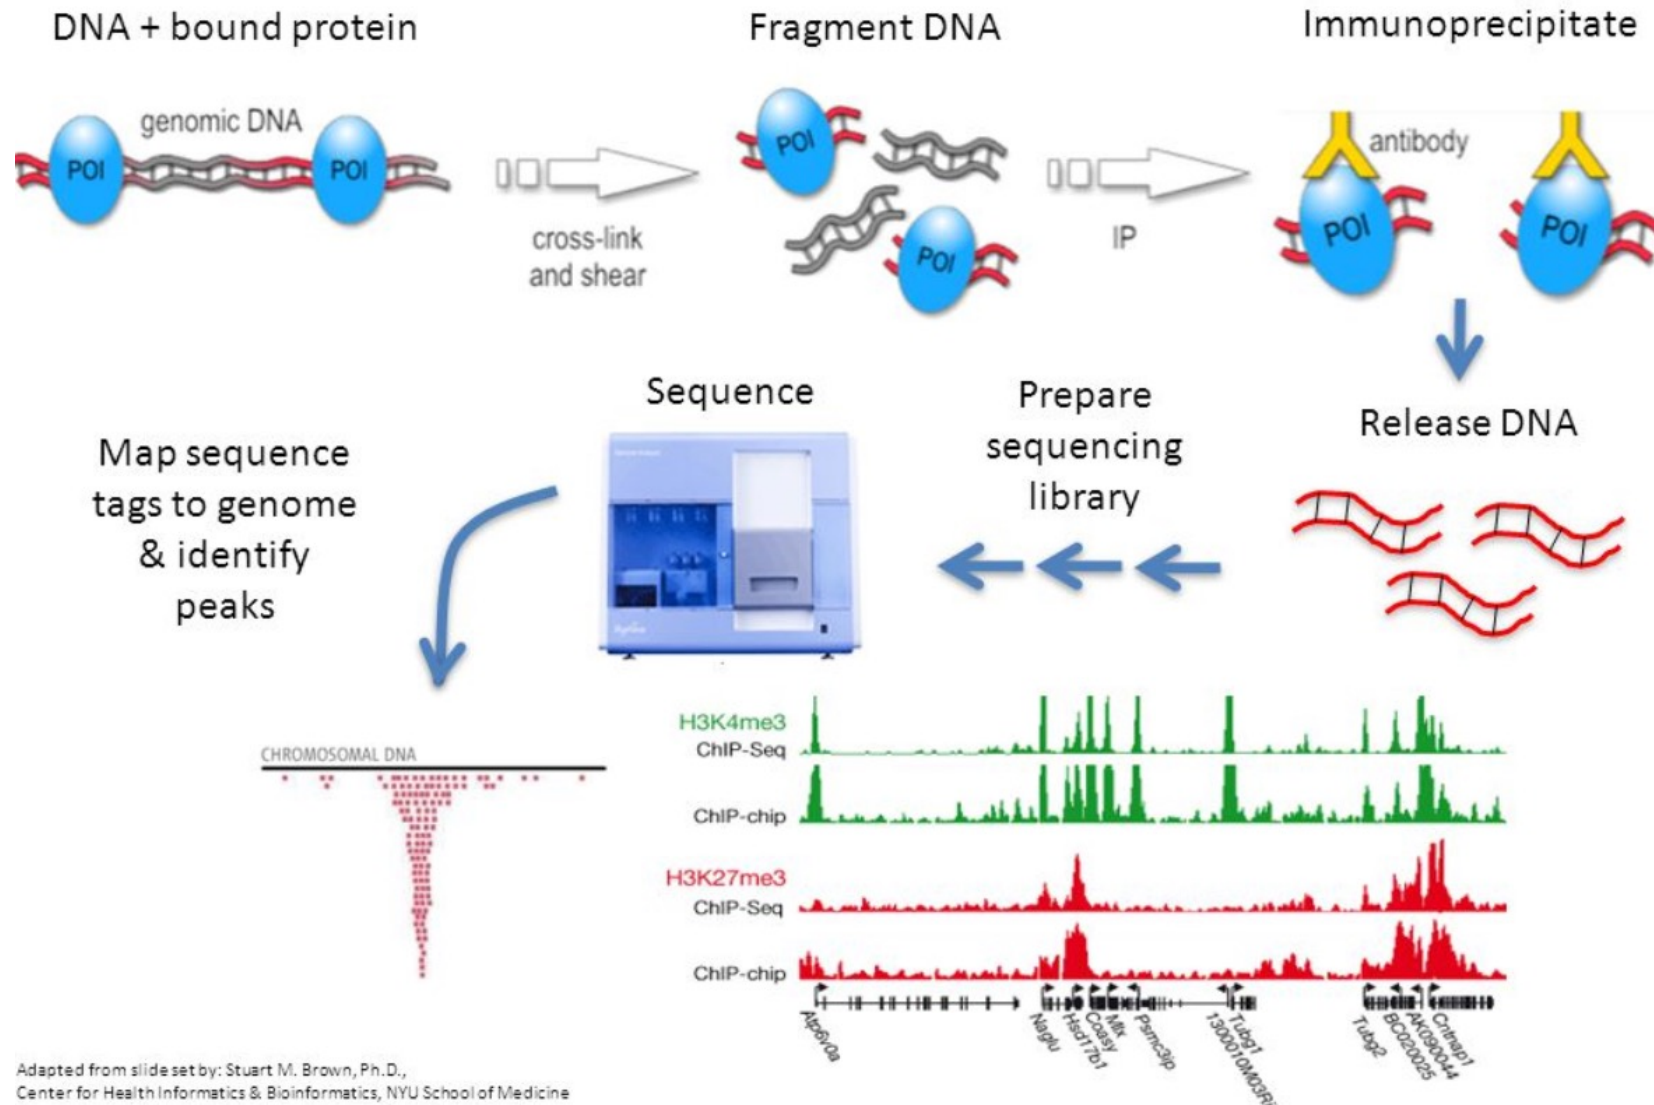 DNA + bound protein
Fragment DNA
Immunoprecipitate
genomic DNA
POI
POI
cross-link
and shear
POI
POI
IP
antibody
POI
POI
Release DNA
Prepare
sequencing
library
Sequence
Map sequence
tags to genome
& identify
peaks
CHROMOSOMAL DNA
H3K4me3
ChIP-Seq
ChIP-chip
H3K27me3
ChIP-Seq
ChIP-chip
Atp6v0a
Naglu
Hsd17b1
Coasy
Mlx
Psmc3ip
Tubg1
Tubg2
BC020025
AK090044
Cntnap1
Adapted from slide set by: Stuart M. Brown, Ph.D.,
Center for Health Informatics & Bioinformatics, NYU School of Medicine